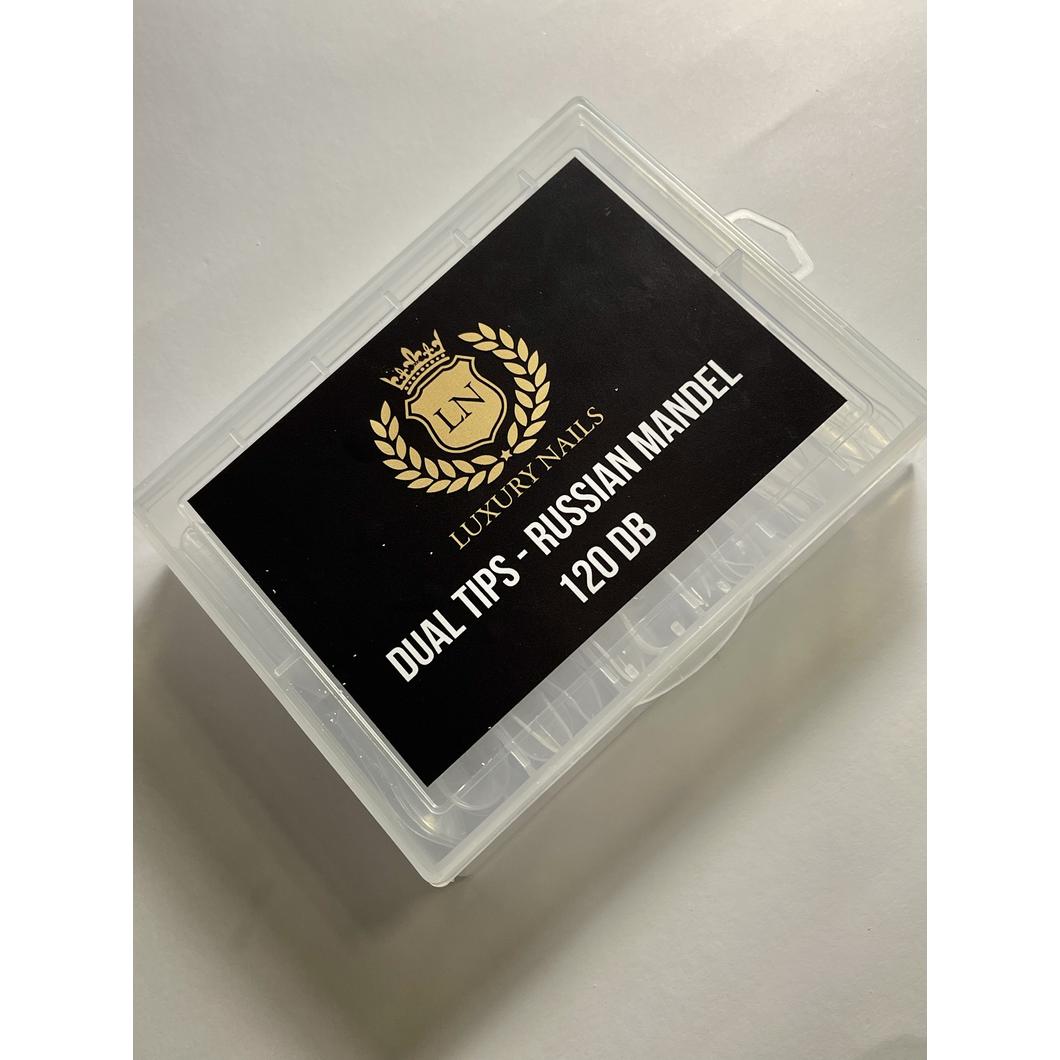 LN
LUXURY NAILS
DUAL TIPS - RUSSIAN MANDEL
120 DB